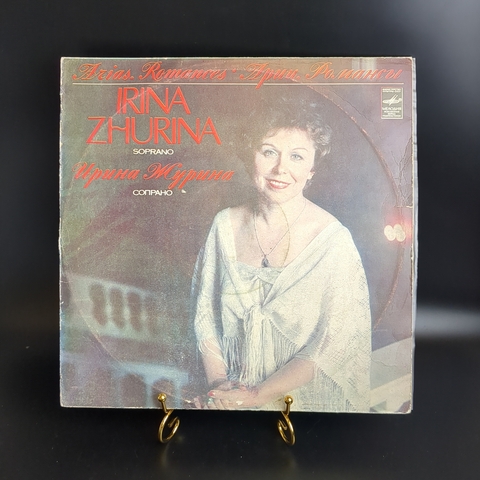 Arias. Romances · Арии. Романсы
IRINA
ZHURINA
SOPRANO
Ирина Журина
СОПРАНО